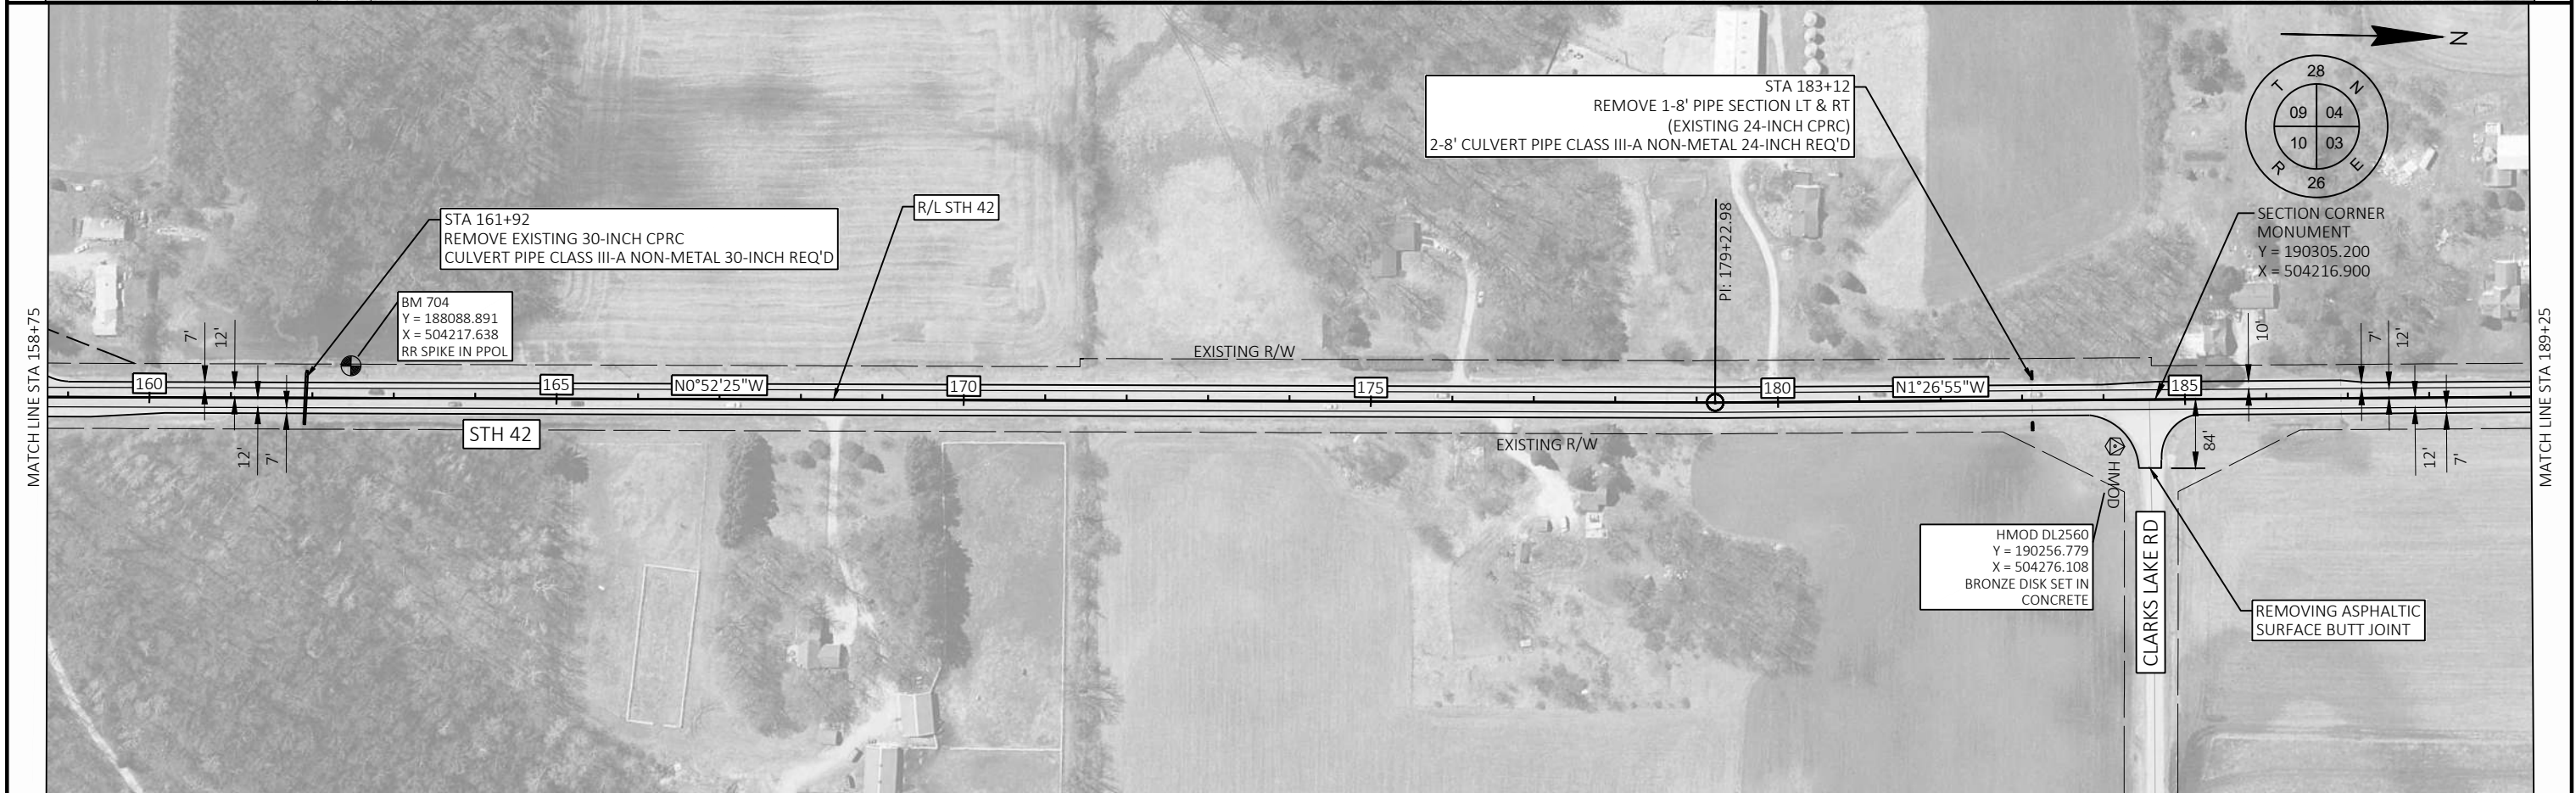 MATCH LINE STA 158+75
STA 161+92
REMOVE EXISTING 30-INCH CPRC
CULVERT PIPE CLASS III-A NON-METAL 30-INCH REQ'D
BM 704
Y = 188088.891
X = 504217.638
RR SPIKE IN PPOL
R/L STH 42
STA 183+12
REMOVE 1-8' PIPE SECTION LT & RT
(EXISTING 24-INCH CPRC)
2-8' CULVERT PIPE CLASS III-A NON-METAL 24-INCH REQ'D
PI: 179+22.98
N
28
T N
09 04
10 03
R E
26
SECTION CORNER
MONUMENT
Y = 190305.200
X = 504216.900
7'
12'
EXISTING R/W
10'
7'
12'
160
165
N0°52'25"W
170
175
180
N1°26'55"W
185
STH 42
12'
7'
EXISTING R/W
84'
12'
7'
HMOD
HMOD DL2560
Y = 190256.779
X = 504276.108
BRONZE DISK SET IN
CONCRETE
CLARKS LAKE RD
REMOVING ASPHALTIC
SURFACE BUTT JOINT
MATCH LINE STA 189+25